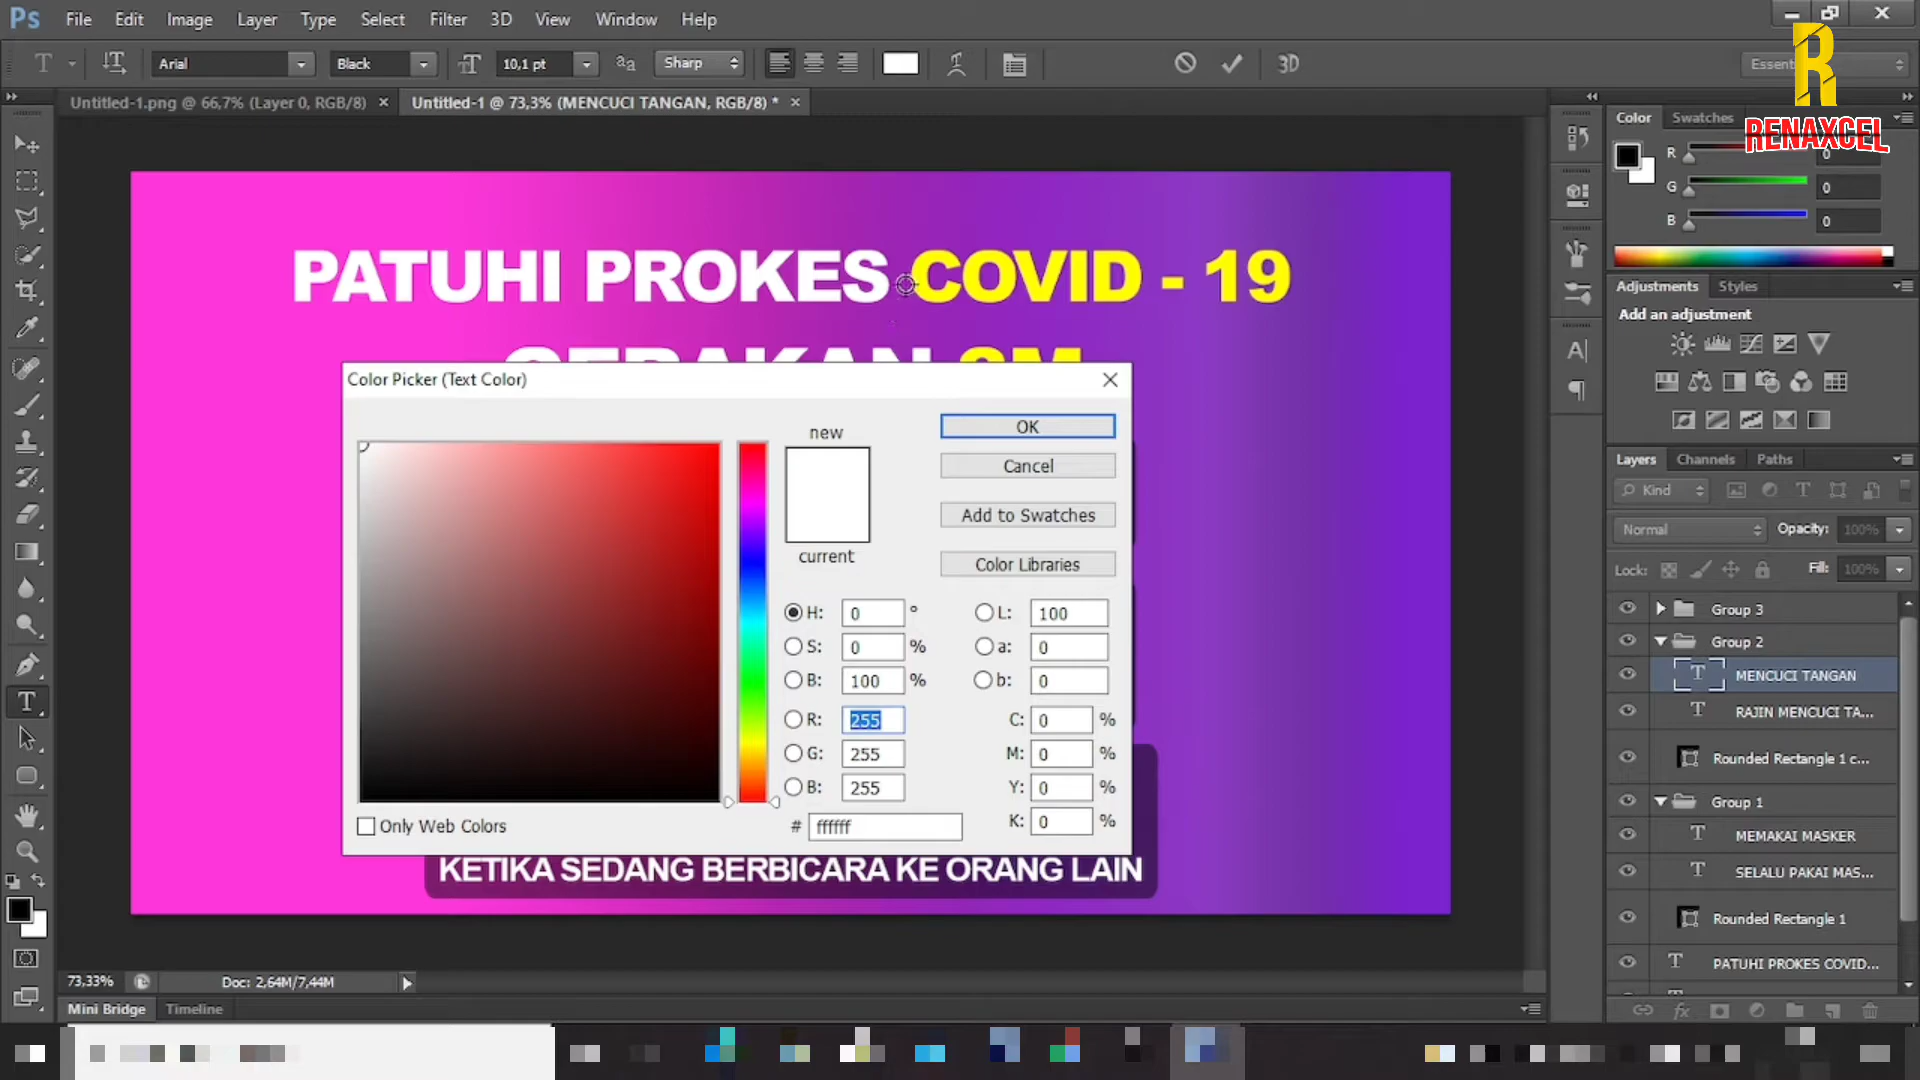 Ps File Edit Image Layer Type Select Filter 3D View Window Help
T Arial Black 10,1 pt aa Sharp 3D
R
RENAXCEL
Untitled-1.png @ 66,7% (Layer 0, RGB/8) × Untitled-1 @ 73,3% (MENCUCI TANGAN, RGB/8) * ×
PATUHI PROKES COVID - 19
GERAKAN 3M
Color Picker (Text Color)
new
current
OK
Cancel
Add to Swatches
Color Libraries
H: 0 °
S: 0 %
B: 100 %
R: 255
G: 255
B: 255
# ffffff
L: 100
a: 0
b: 0
C: 0 %
M: 0 %
Y: 0 %
K: 0 %
Only Web Colors
KETIKA SEDANG BERBICARA KE ORANG LAIN
73,33% Doc: 2,64M/7,44M
Mini Bridge Timeline
Color Swatches
R 0
G 0
B 0
Adjustments Styles
Add an adjustment
Layers Channels Paths
Kind
Normal Opacity: 100%
Lock: Fill: 100%
Group 3
Group 2
MENCUCI TANGAN
RAJIN MENCUCI TA...
Rounded Rectangle 1 c...
Group 1
MEMAKAI MASKER
SELALU PAKAI MAS...
Rounded Rectangle 1
PATUHI PROKES COVID...